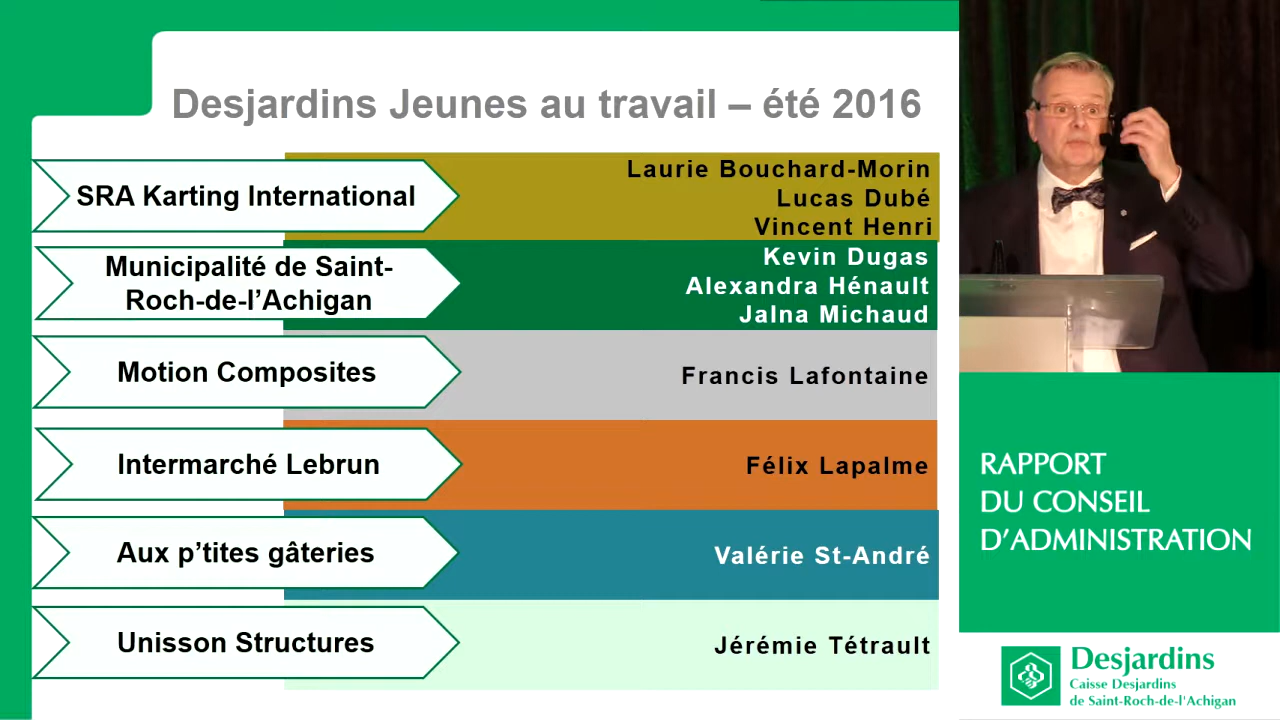 Desjardins Jeunes au travail – été 2016
SRA Karting International
Laurie Bouchard-Morin
Lucas Dubé
Vincent Henri
Municipalité de Saint-
Roch-de-l’Achigan
Kevin Dugas
Alexandra Hénault
Jalna Michaud
Motion Composites
Francis Lafontaine
Intermarché Lebrun
Félix Lapalme
Aux p’tites gâteries
Valérie St-André
Unisson Structures
Jérémie Tétrault
RAPPORT
DU CONSEIL
D’ADMINISTRATION
Desjardins
Caisse Desjardins
de Saint-Roch-de-l'Achigan